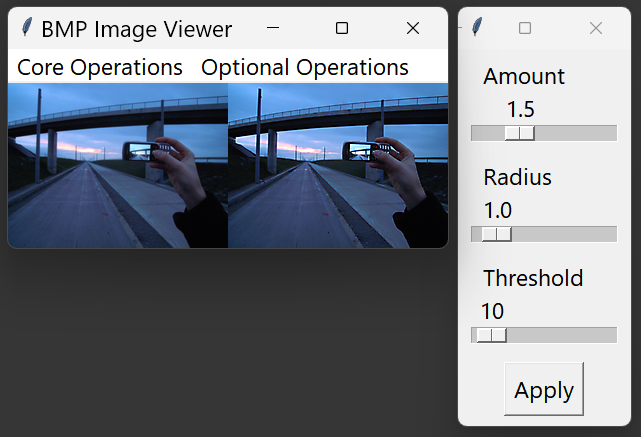 BMP Image Viewer
Core Operations Optional Operations
Amount
1.5
Radius
1.0
Threshold
10
Apply